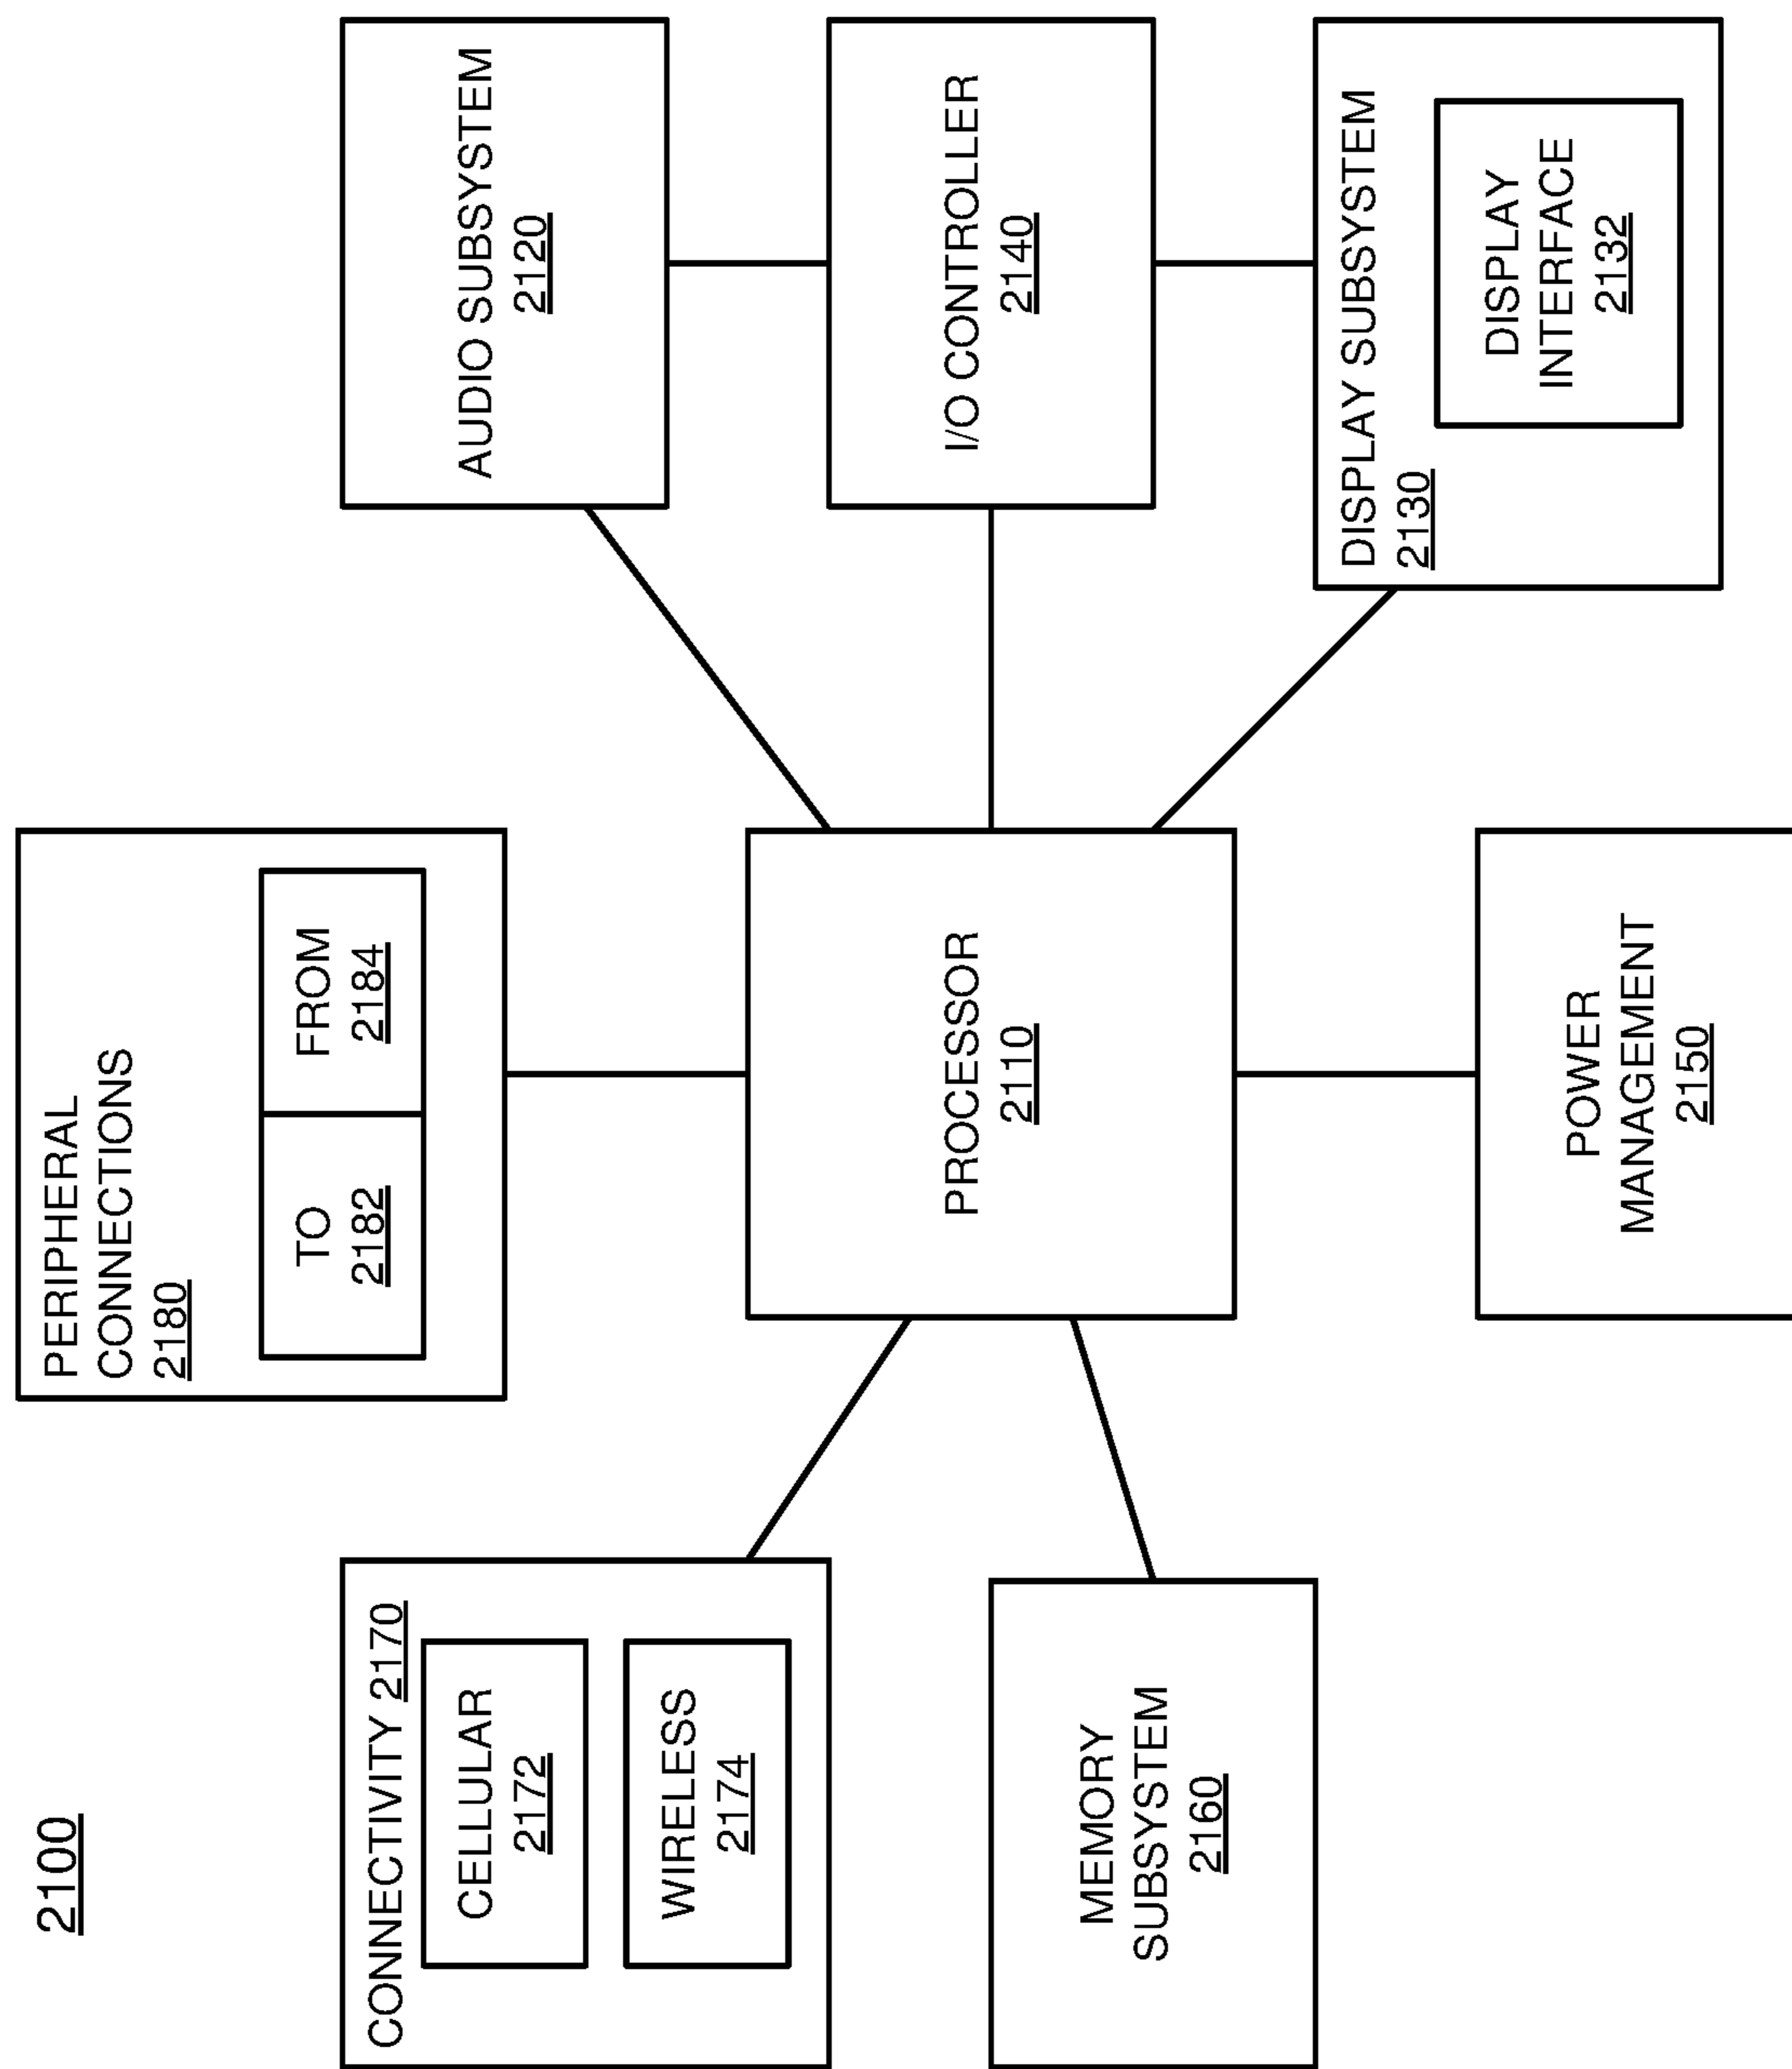 2100
PERIPHERAL
CONNECTIONS
2180
TO
2182
FROM
2184
CONNECTIVITY 2170
CELLULAR
2172
WIRELESS
2174
AUDIO SUBSYSTEM
2120
PROCESSOR
2110
I/O CONTROLLER
2140
MEMORY
SUBSYSTEM
2160
DISPLAY SUBSYSTEM
2130
DISPLAY
INTERFACE
2132
POWER
MANAGEMENT
2150